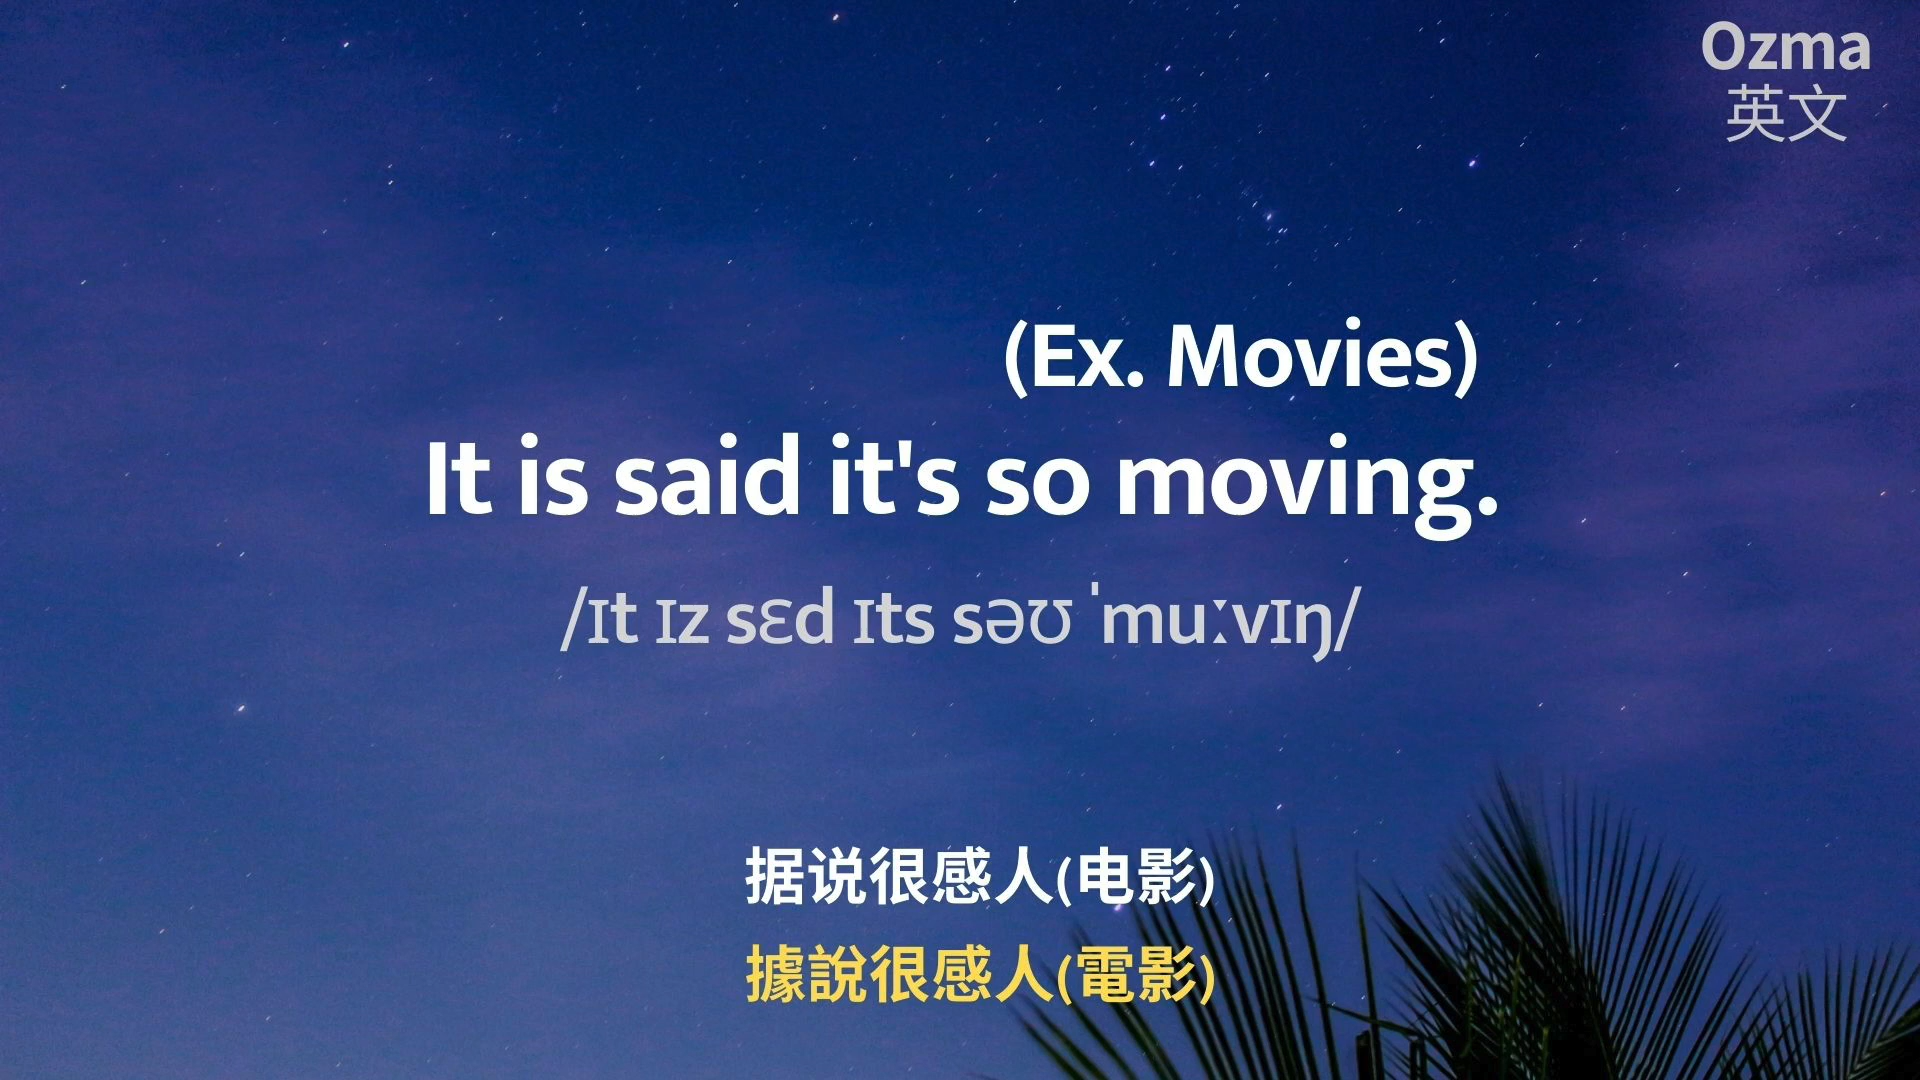 Ozma
英文
(Ex. Movies)
It is said it's so moving.
/ɪt ɪz sɛd ɪts səʊ ˈmuːvɪŋ/
据说很感人(电影)
據說很感人(電影)